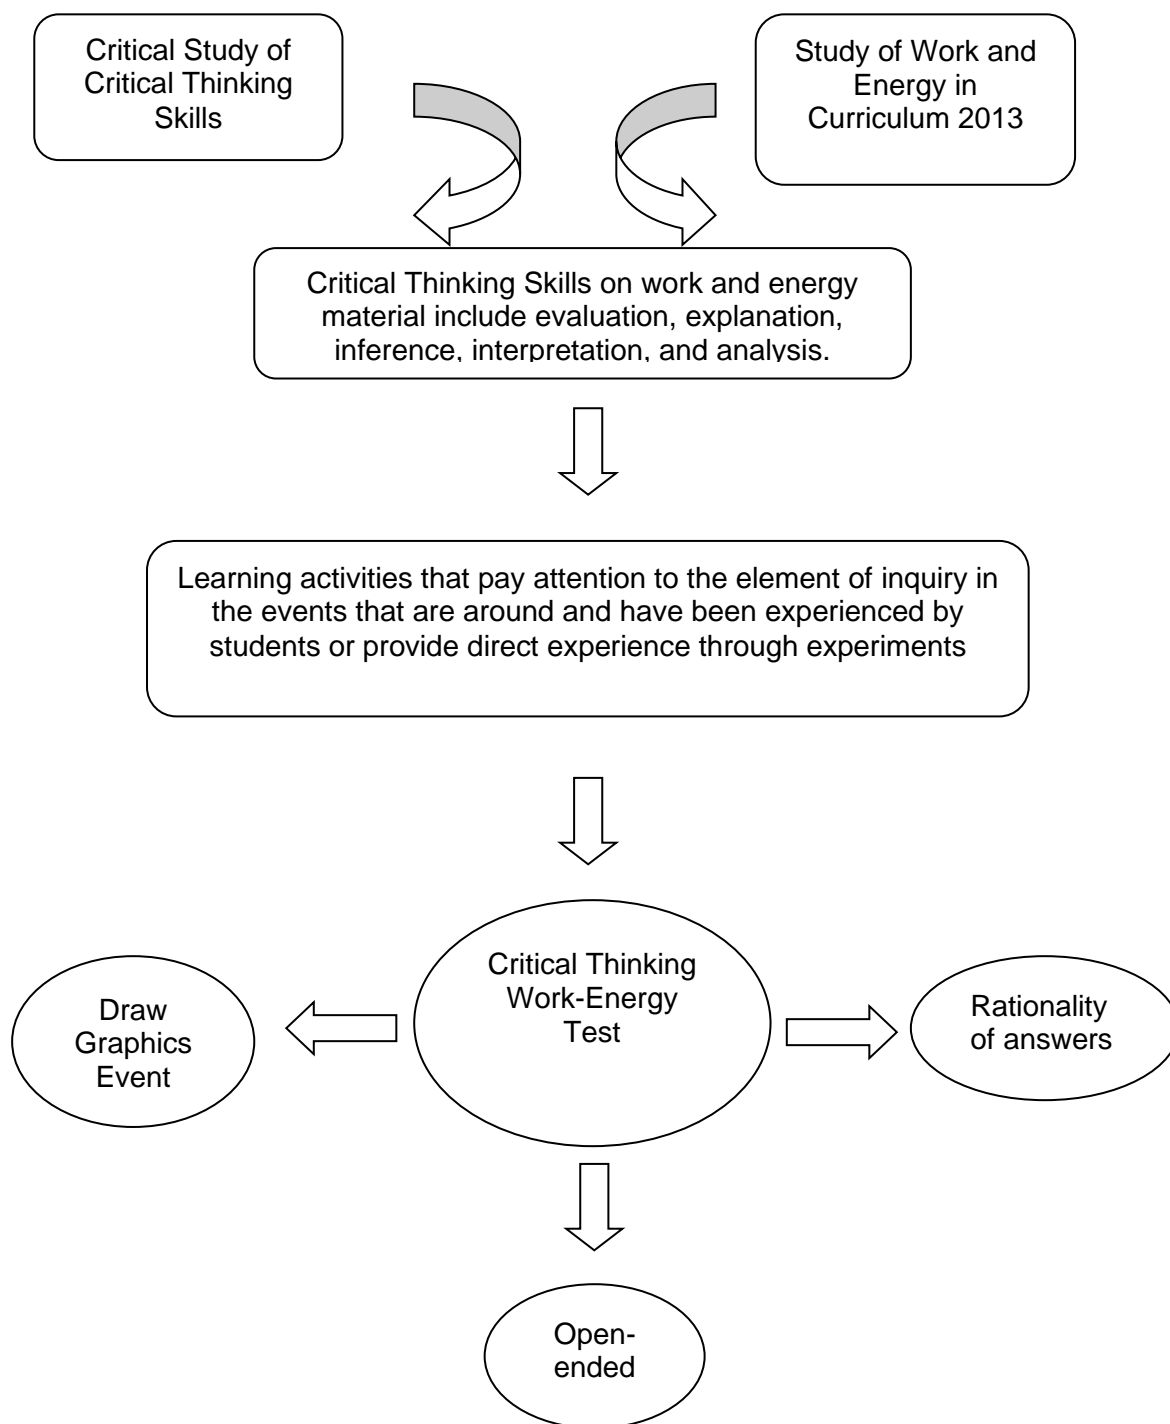 Critical Study of
Critical Thinking
Skills
Study of Work and
Energy in
Curriculum 2013
Critical Thinking Skills on work and energy
material include evaluation, explanation,
inference, interpretation, and analysis.
Learning activities that pay attention to the element of inquiry in
the events that are around and have been experienced by
students or provide direct experience through experiments
Critical Thinking
Work-Energy
Test
Draw
Graphics
Event
Rationality
of answers
Open-
ended